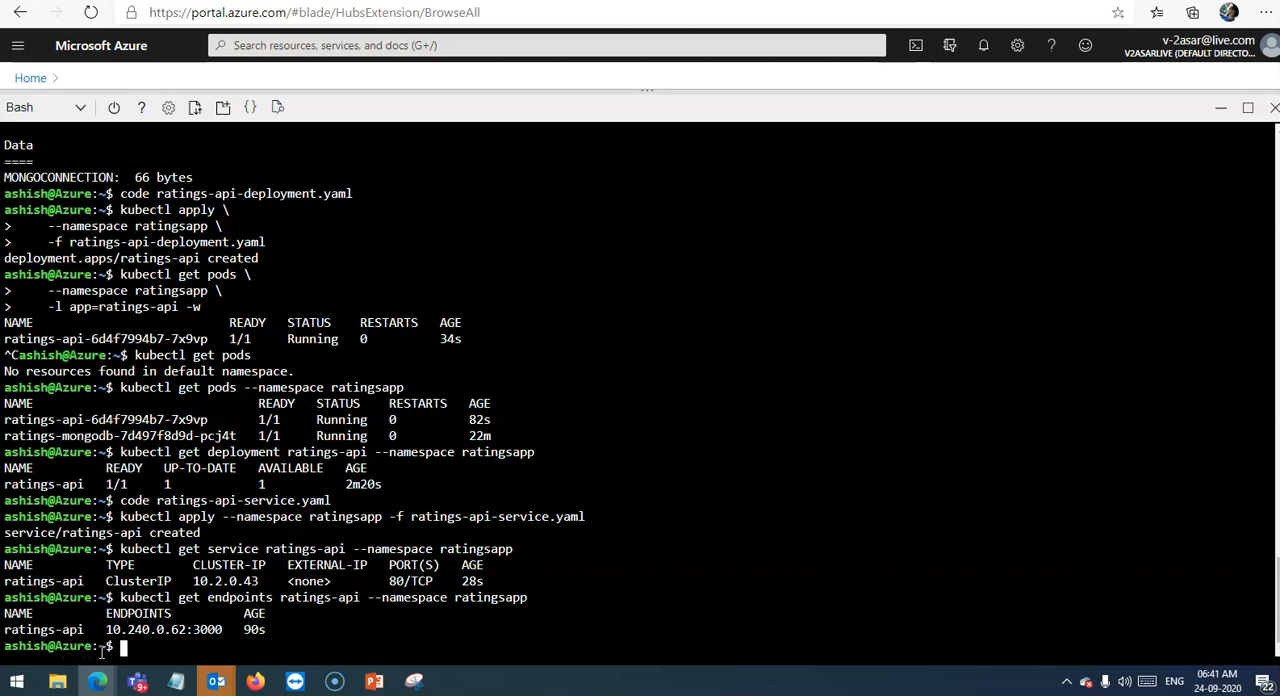 https://portal.azure.com/#blade/HubsExtension/BrowseAll
Microsoft Azure
Search resources, services, and docs (G+/)
v-2asar@live.com
V2ASARLIVE (DEFAULT DIRECTO...
Home >
Bash
Data
====
MONGOCONNECTION:  66 bytes
ashish@Azure:~$ code ratings-api-deployment.yaml
ashish@Azure:~$ kubectl apply \
>     --namespace ratingsapp \
>     -f ratings-api-deployment.yaml
deployment.apps/ratings-api created
ashish@Azure:~$ kubectl get pods \
>     --namespace ratingsapp \
>     -l app=ratings-api -w
NAME                           READY   STATUS    RESTARTS   AGE
ratings-api-6d4f7994b7-7x9vp   1/1     Running   0          34s
^Cashish@Azure:~$ kubectl get pods
No resources found in default namespace.
ashish@Azure:~$ kubectl get pods --namespace ratingsapp
NAME                               READY   STATUS    RESTARTS   AGE
ratings-api-6d4f7994b7-7x9vp       1/1     Running   0          82s
ratings-mongodb-7d497f8d9d-pcj4t   1/1     Running   0          22m
ashish@Azure:~$ kubectl get deployment ratings-api --namespace ratingsapp
NAME          READY   UP-TO-DATE   AVAILABLE   AGE
ratings-api   1/1     1            1           2m20s
ashish@Azure:~$ code ratings-api-service.yaml
ashish@Azure:~$ kubectl apply --namespace ratingsapp -f ratings-api-service.yaml
service/ratings-api created
ashish@Azure:~$ kubectl get service ratings-api --namespace ratingsapp
NAME          TYPE        CLUSTER-IP   EXTERNAL-IP   PORT(S)   AGE
ratings-api   ClusterIP   10.2.0.43    <none>        80/TCP    28s
ashish@Azure:~$ kubectl get endpoints ratings-api --namespace ratingsapp
NAME          ENDPOINTS         AGE
ratings-api   10.240.0.62:3000   90s
ashish@Azure:~$
ENG
06:41 AM
24-09-2020
22